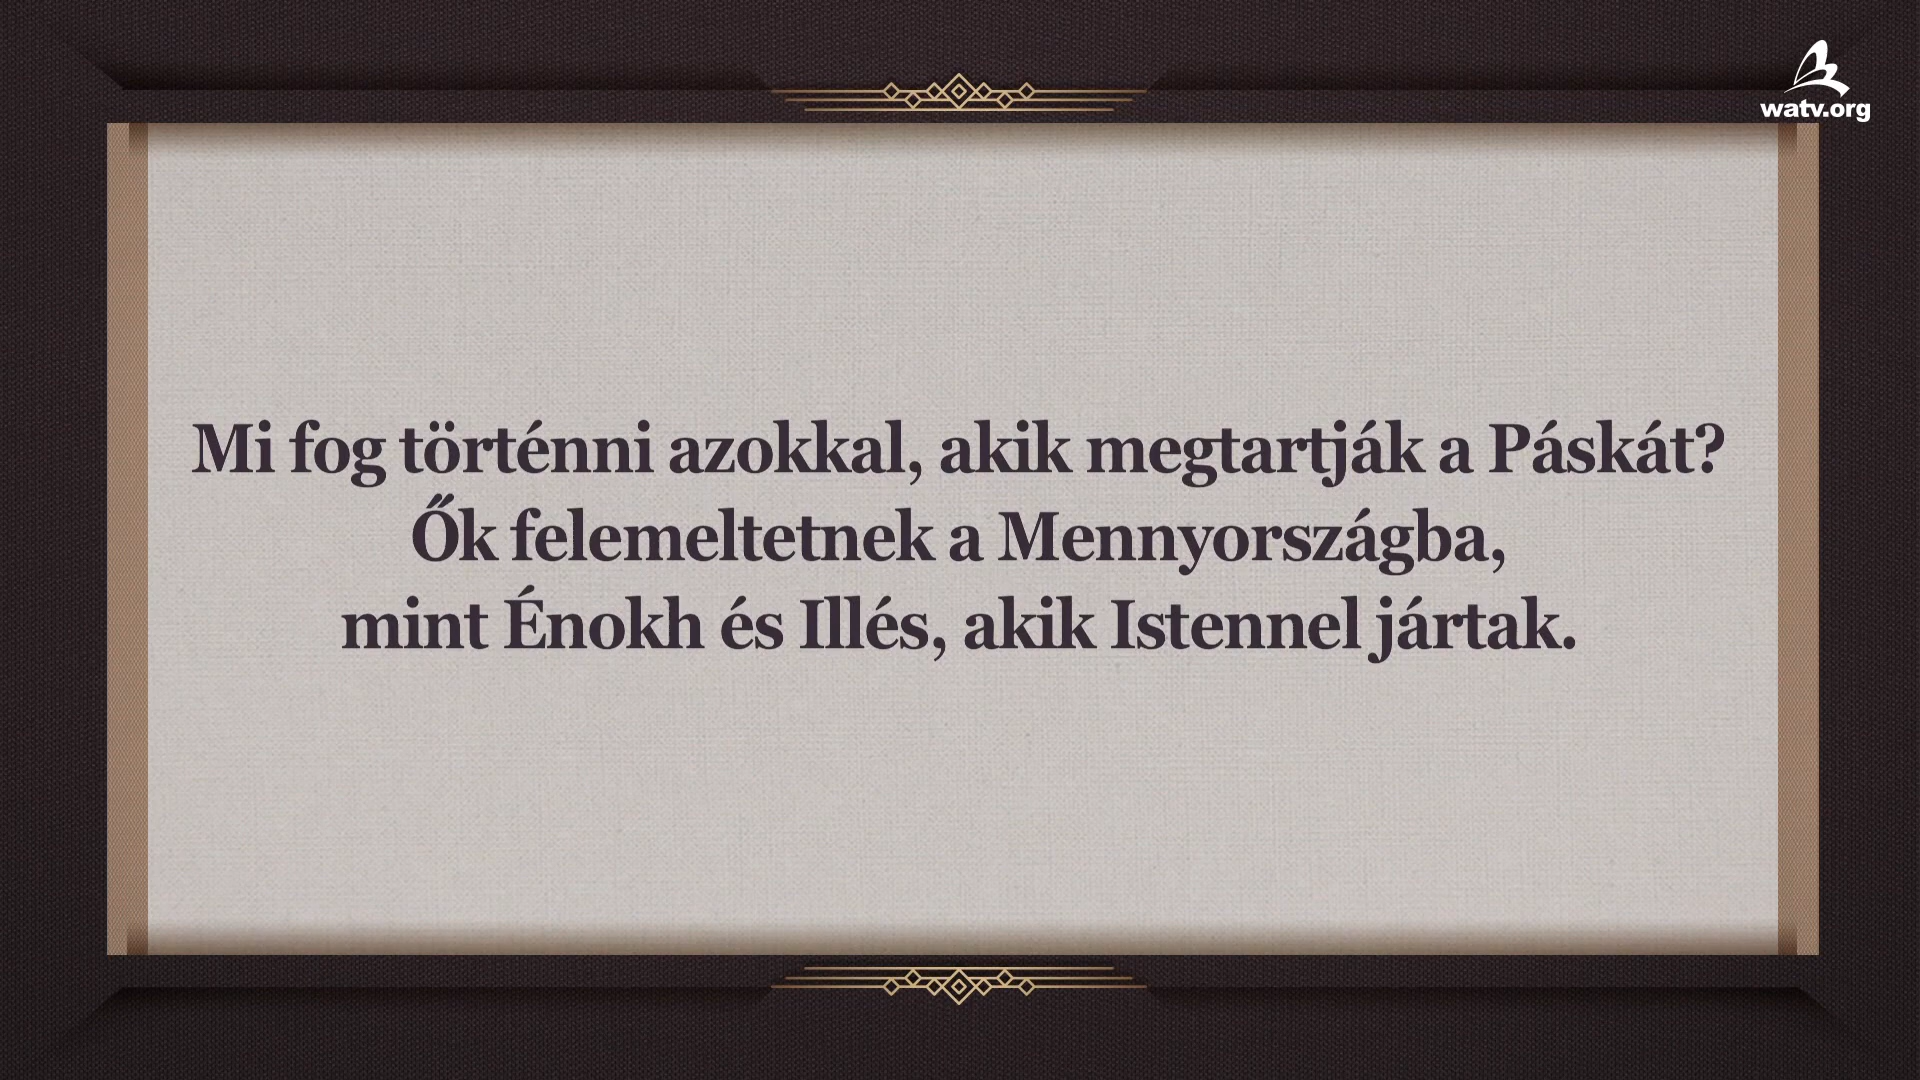 watv.org
Mi fog történni azokkal, akik megtartják a Páskát?
Ők felemeltetnek a Mennyországba,
mint Énokh és Illés, akik Istennel jártak.